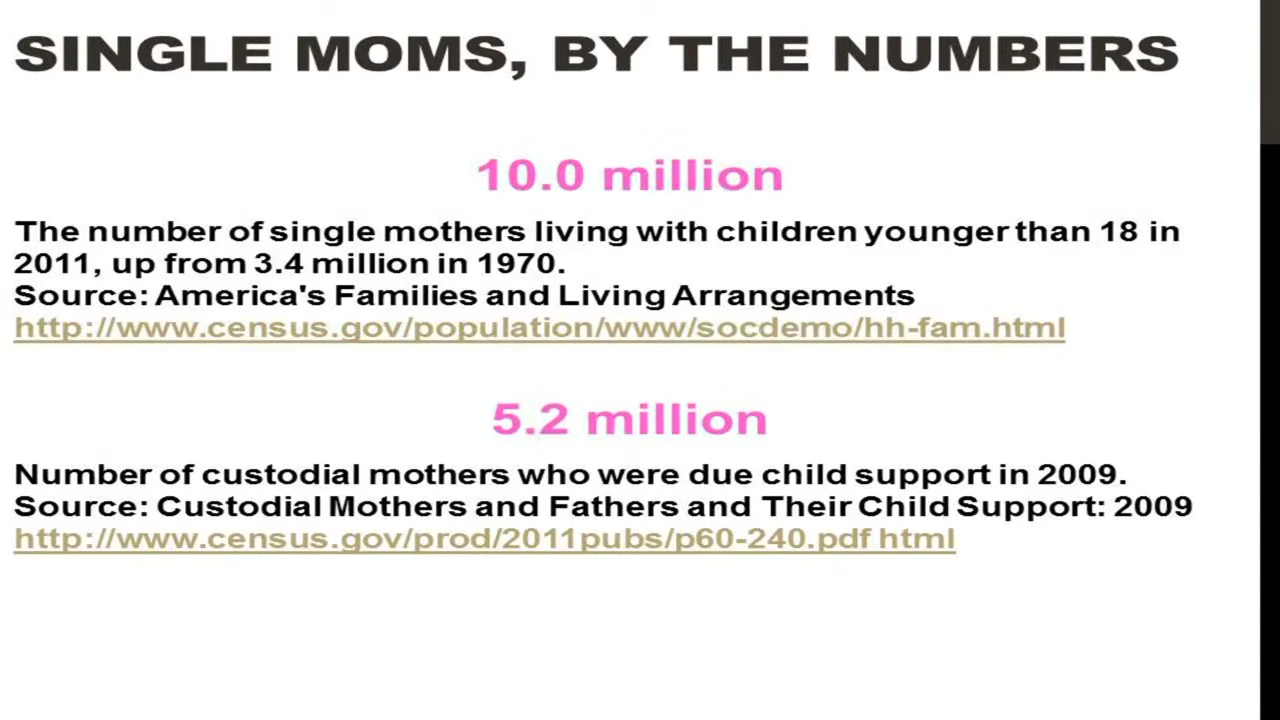 SINGLE MOMS, BY THE NUMBERS
10.0 million
The number of single mothers living with children younger than 18 in
2011, up from 3.4 million in 1970.
Source: America's Families and Living Arrangements
http://www.census.gov/population/www/socdemo/hh-fam.html
5.2 million
Number of custodial mothers who were due child support in 2009.
Source: Custodial Mothers and Fathers and Their Child Support: 2009
http://www.census.gov/prod/2011pubs/p60-240.pdf html